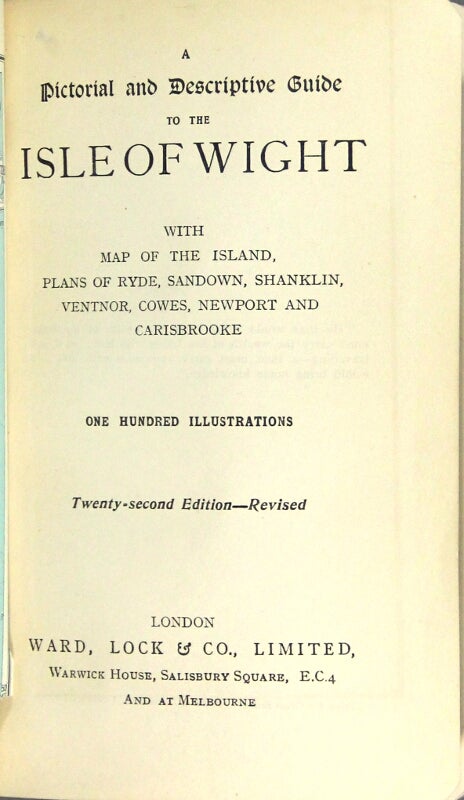 A
Pictorial and Descriptive Guide
TO THE
ISLE OF WIGHT
WITH
MAP OF THE ISLAND,
PLANS OF RYDE, SANDOWN, SHANKLIN,
VENTNOR, COWES, NEWPORT AND
CARISBROOKE
ONE HUNDRED ILLUSTRATIONS
Twenty-second Edition—Revised
LONDON
WARD, LOCK & CO., LIMITED,
WARWICK HOUSE, SALISBURY SQUARE, E.C.4
AND AT MELBOURNE